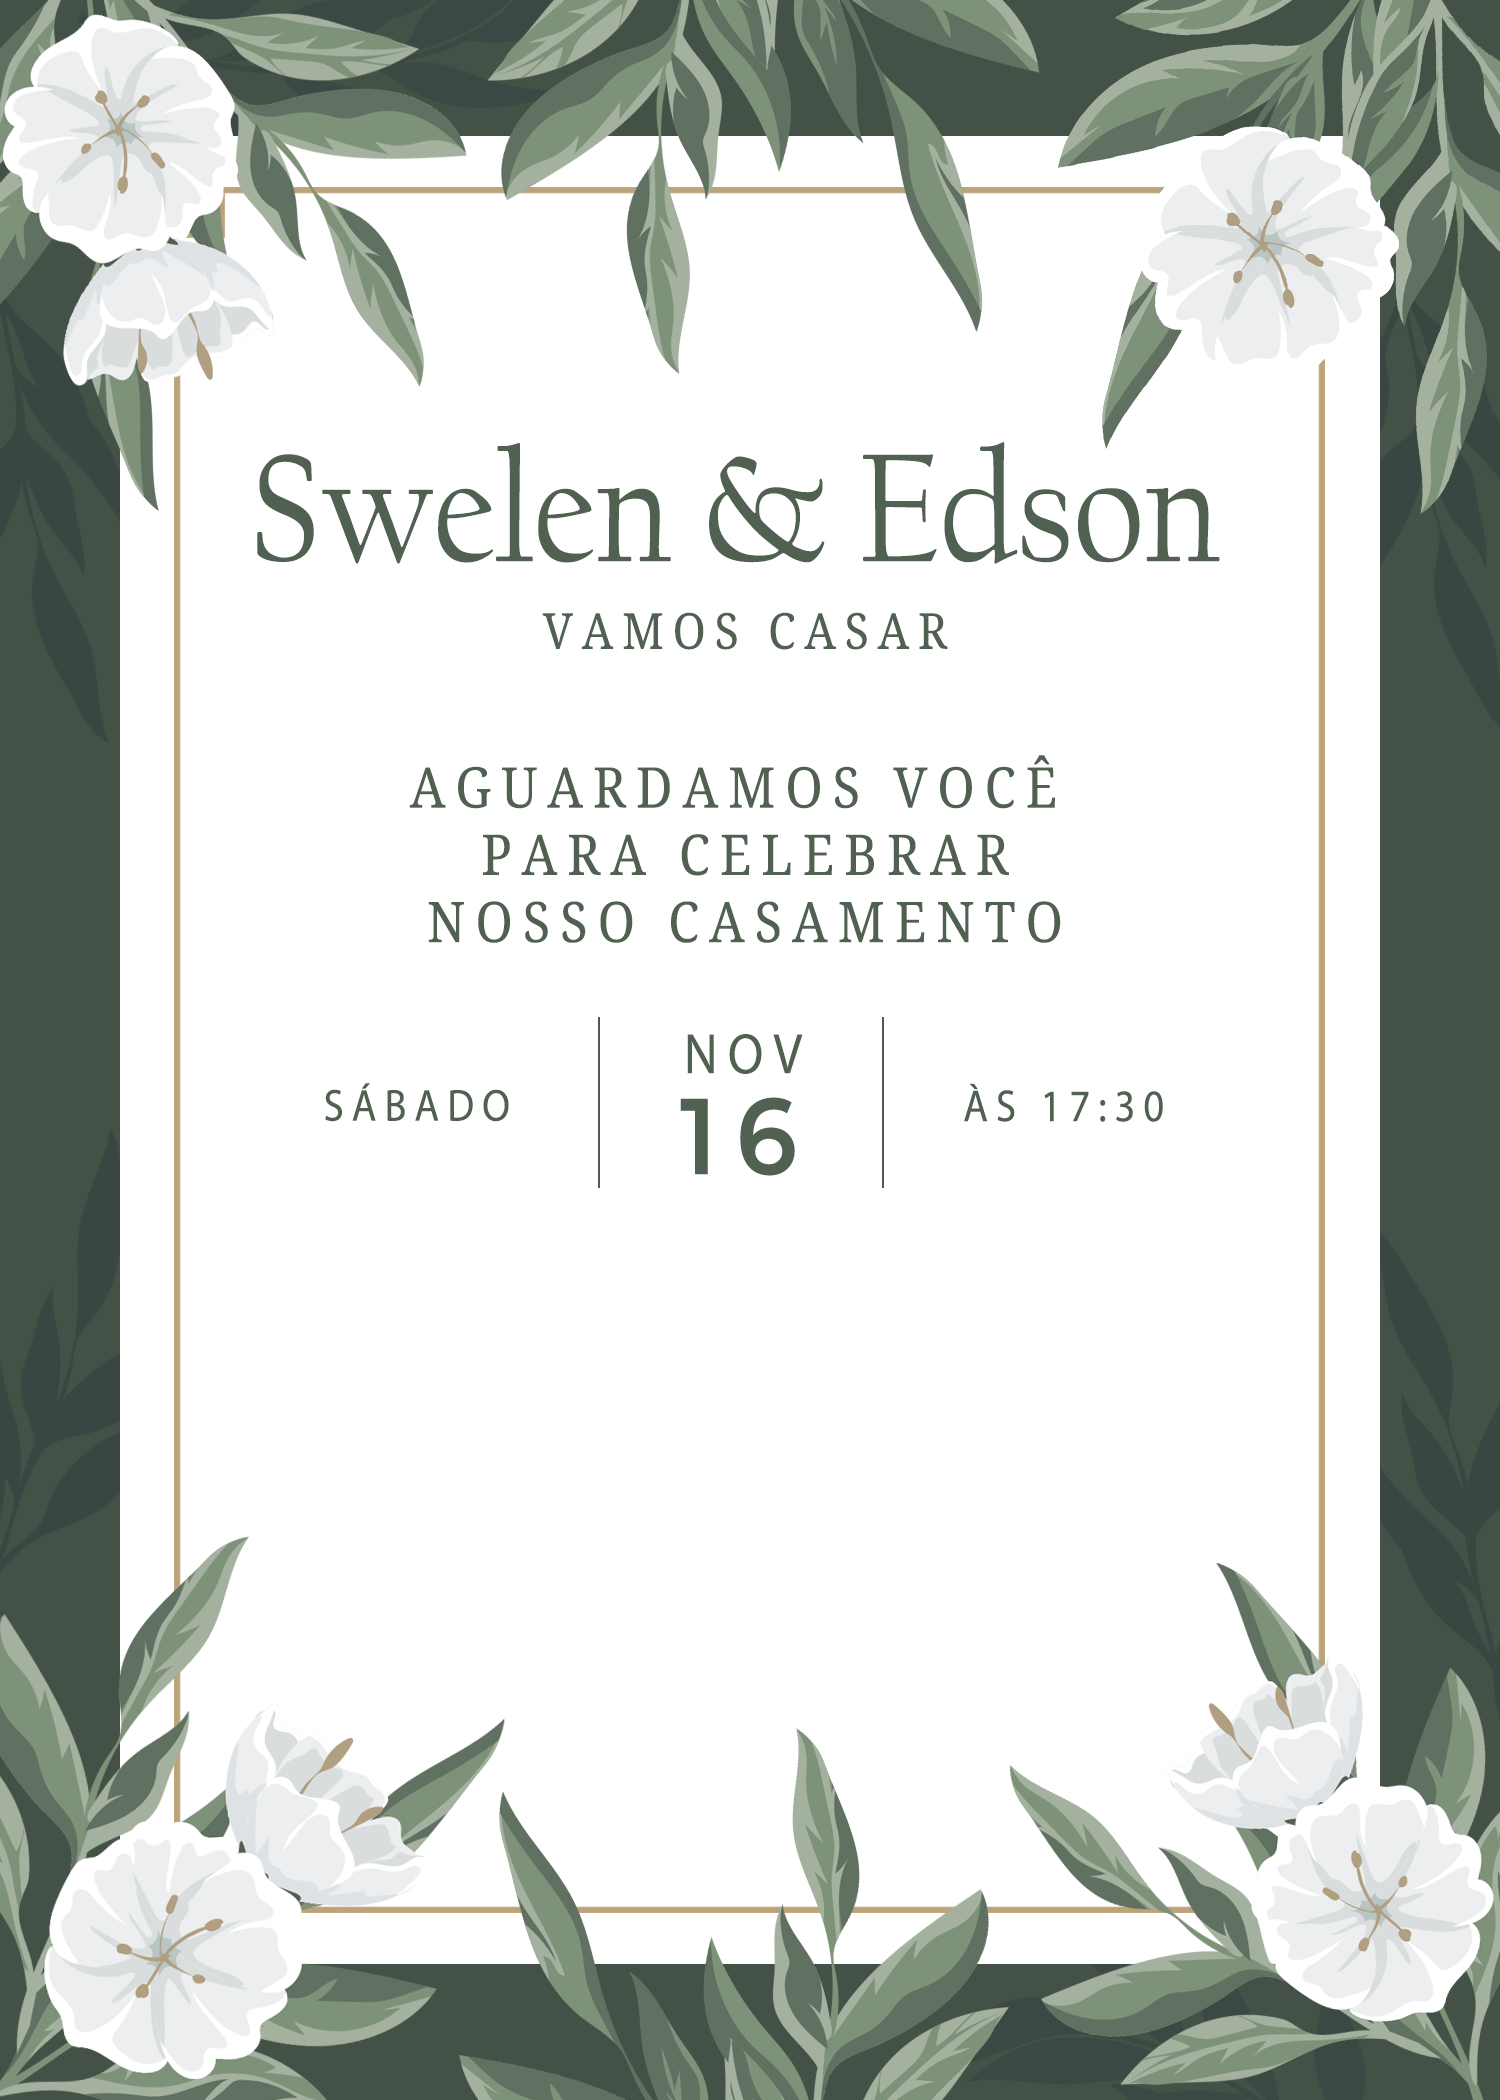 Swelen & Edson
VAMOS CASAR
AGUARDAMOS VOCÊ
PARA CELEBRAR
NOSSO CASAMENTO
SÁBADO
NOV
16
ÀS 17:30